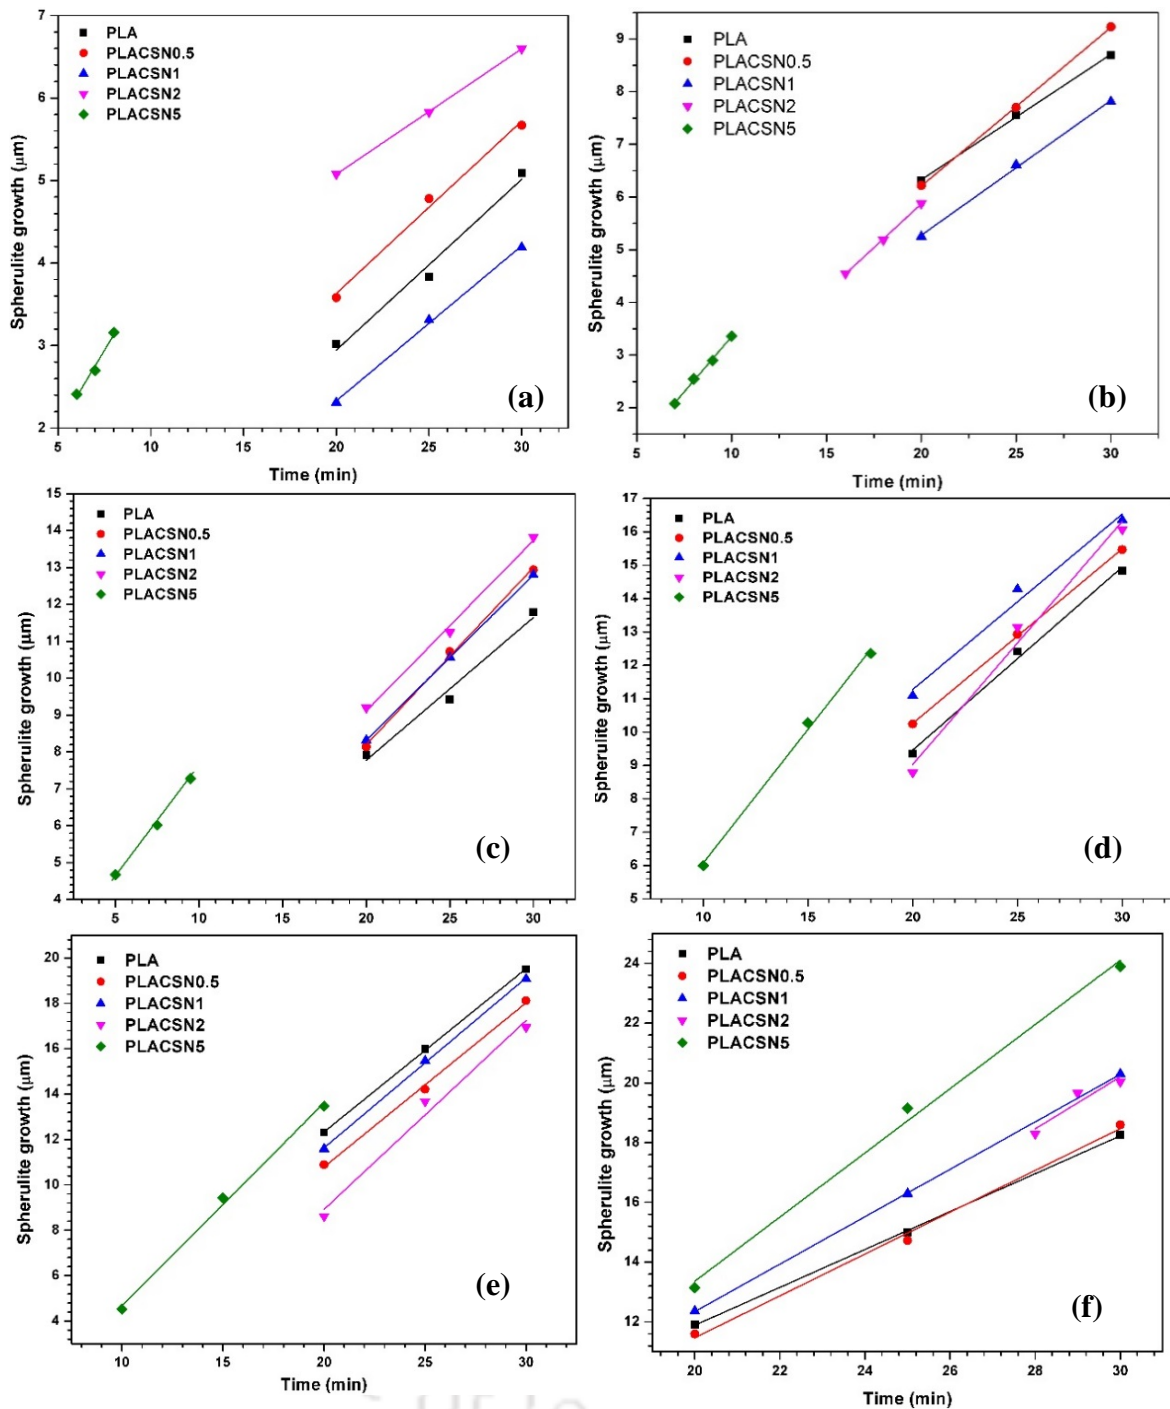 7
6
5
4
3
2
Spherulite growth (μm)
PLA
PLACSN0.5
PLACSN1
PLACSN2
PLACSN5
(a)
5 10 15 20 25 30
Time (min)
9
8
7
6
5
4
3
2
Spherulite growth (μm)
PLA
PLACSN0.5
PLACSN1
PLACSN2
PLACSN5
(b)
5 10 15 20 25 30
Time (min)
15
14
13
12
11
10
9
8
7
6
5
4
Spherulite growth (μm)
PLA
PLACSN0.5
PLACSN1
PLACSN2
PLACSN5
(c)
5 10 15 20 25 30
Time (min)
17
16
15
14
13
12
11
10
9
8
7
6
5
Spherulite growth (μm)
PLA
PLACSN0.5
PLACSN1
PLACSN2
PLACSN5
(d)
10 15 20 25 30
Time (min)
20
18
16
14
12
10
8
6
4
Spherulite growth (μm)
PLA
PLACSN0.5
PLACSN1
PLACSN2
PLACSN5
(e)
10 15 20 25 30
Time (min)
24
22
20
18
16
14
12
Spherulite growth (μm)
PLA
PLACSN0.5
PLACSN1
PLACSN2
PLACSN5
(f)
20 22 24 26 28 30
Time (min)